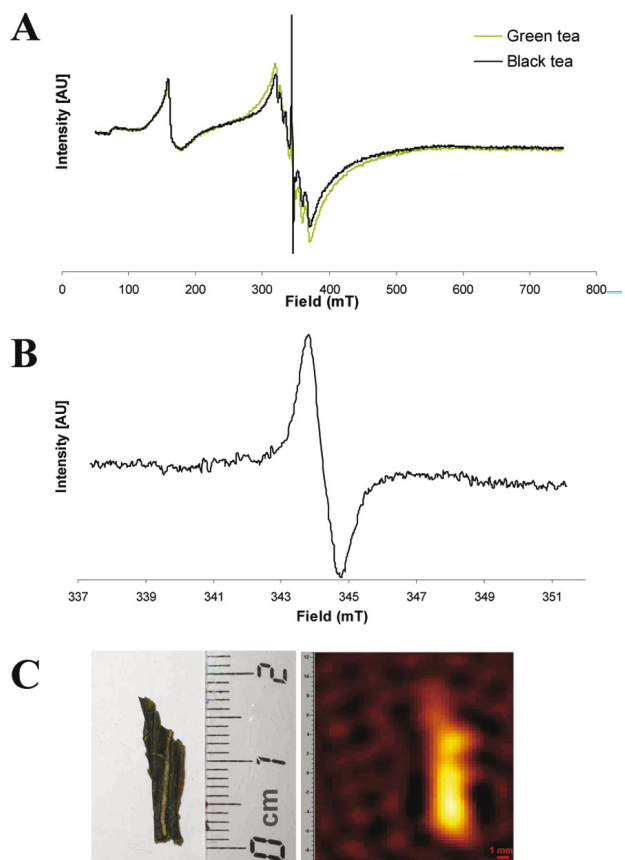 A
Green tea
Black tea
Intensity [AU]
0 100 200 300 400 500 600 700 800
Field (mT)
B
Intensity [AU]
337 339 341 343 345 347 349 351
Field (mT)
C
2
1
0 cm
1 mm